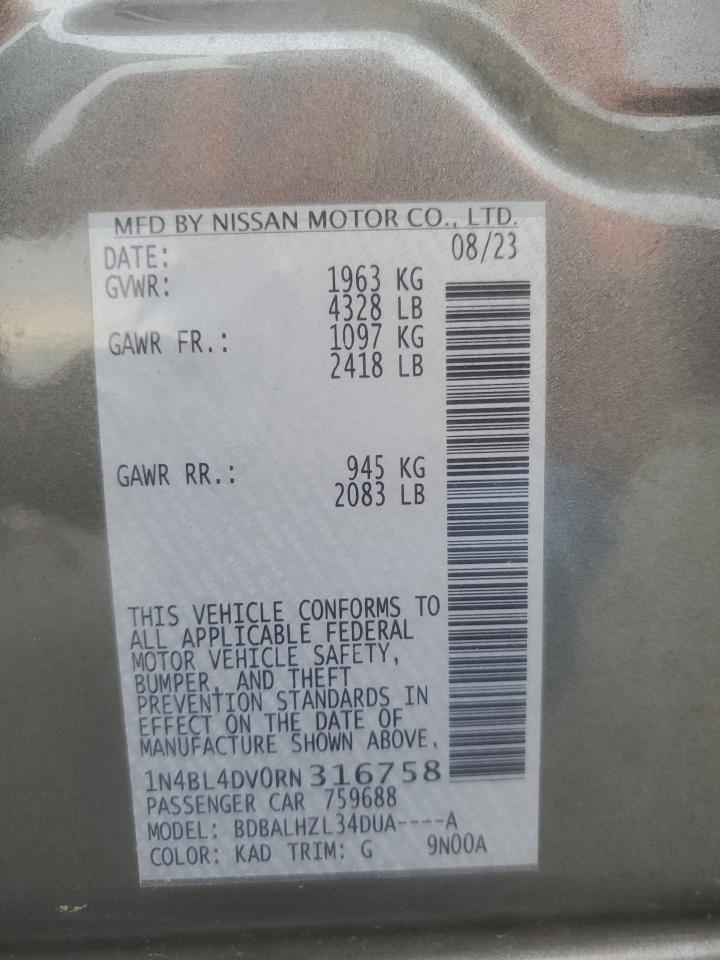 MFD BY NISSAN MOTOR CO., LTD.
DATE: 08/23
GVWR: 1963 KG
4328 LB
GAWR FR.: 1097 KG
2418 LB
GAWR RR.: 945 KG
2083 LB
THIS VEHICLE CONFORMS TO
ALL APPLICABLE FEDERAL
MOTOR VEHICLE SAFETY,
BUMPER, AND THEFT
PREVENTION STANDARDS IN
EFFECT ON THE DATE OF
MANUFACTURE SHOWN ABOVE.
1N4BL4DV0RN316758
PASSENGER CAR 759688
MODEL: BDBALHZL34DUA----A
COLOR: KAD TRIM: G 9N00A